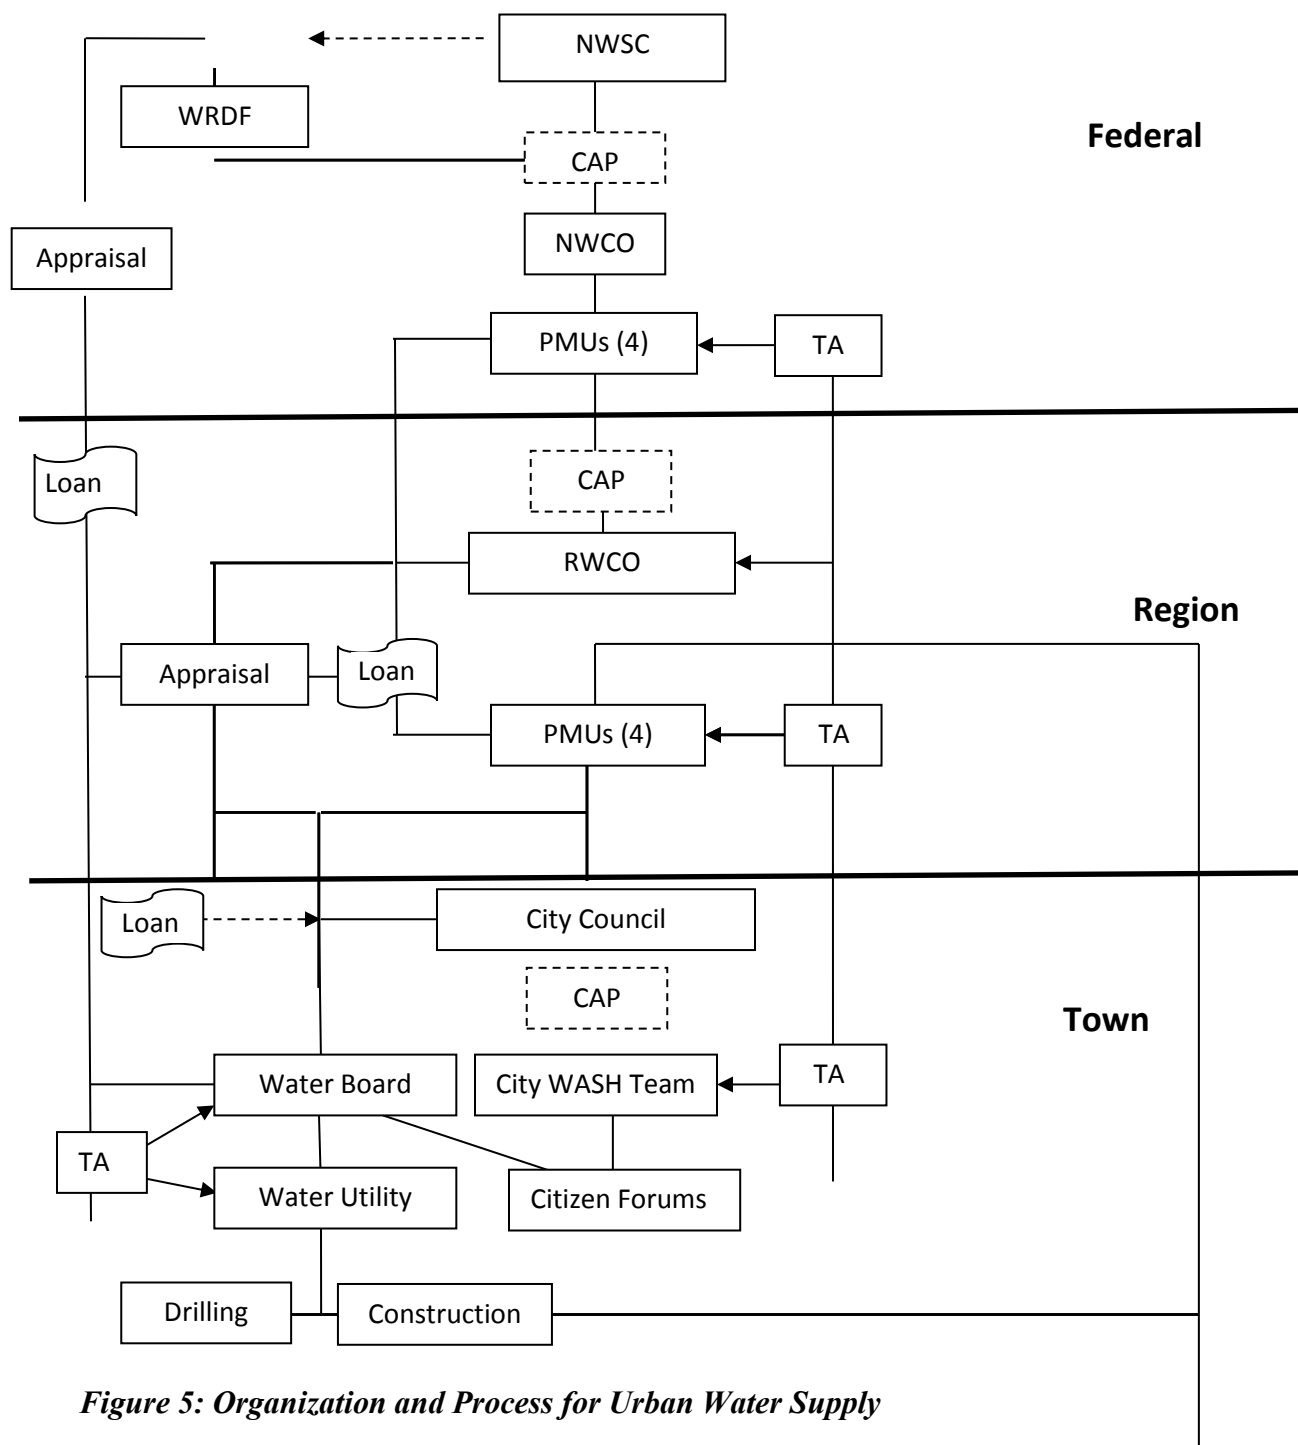 NWSC
WRDF
Federal
CAP
NWCO
Appraisal
PMUs (4)
TA
Loan
CAP
RWCO
Region
Appraisal
Loan
PMUs (4)
TA
Loan
City Council
CAP
Town
Water Board
City WASH Team
TA
TA
Water Utility
Citizen Forums
Drilling
Construction
Figure 5: Organization and Process for Urban Water Supply